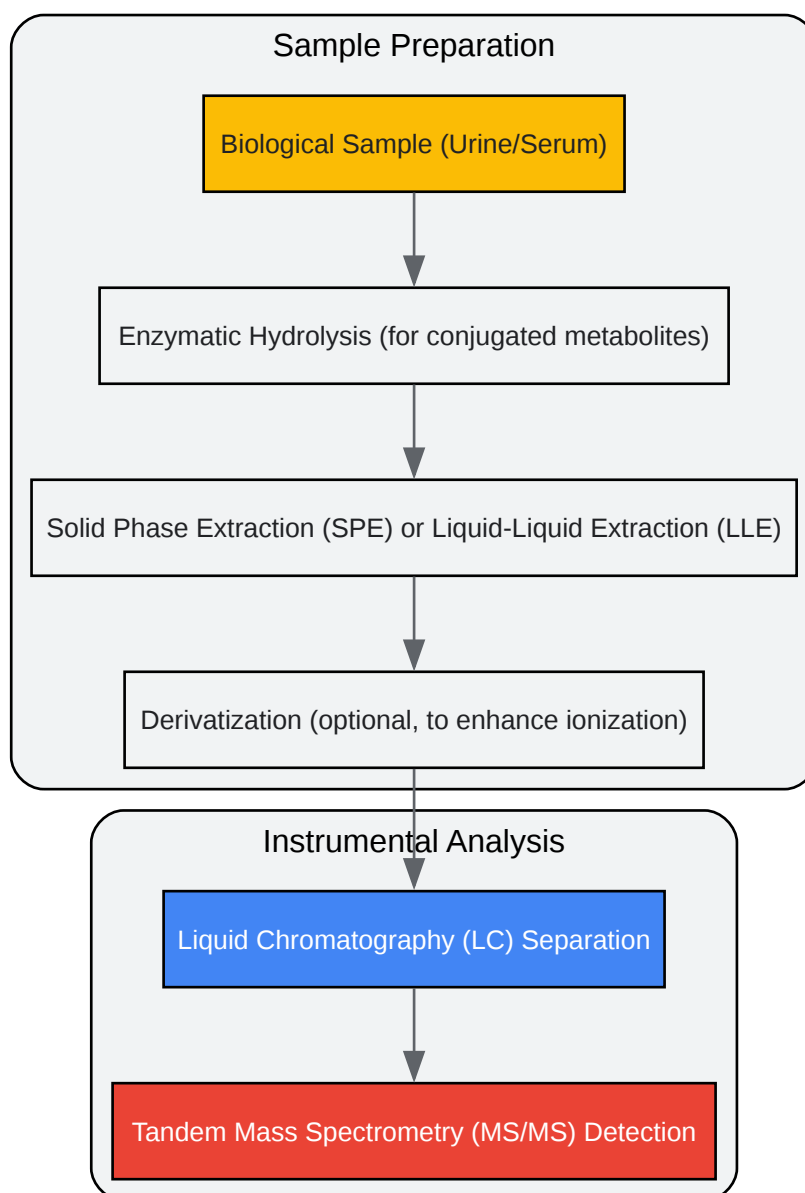 Sample Preparation
Biological Sample (Urine/Serum)
Enzymatic Hydrolysis (for conjugated metabolites)
Solid Phase Extraction (SPE) or Liquid-Liquid Extraction (LLE)
Derivatization (optional, to enhance ionization)
Instrumental Analysis
Liquid Chromatography (LC) Separation
Tandem Mass Spectrometry (MS/MS) Detection